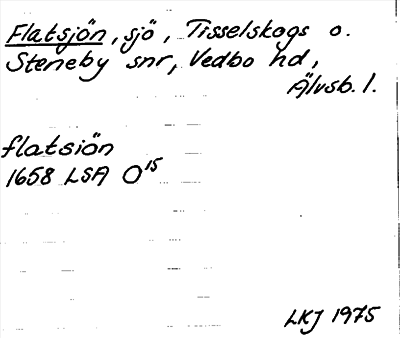 Flatsjön, sjö, Tisselskogs o.
Steneby snr, Vedbo hd,
Älvsb. l.
flatsiön
1658 LSA O¹⁵
LKJ 1975